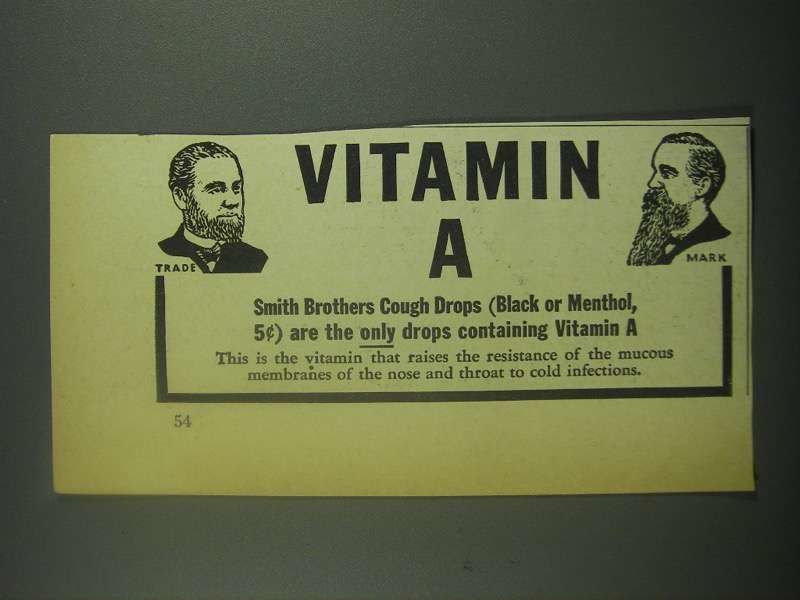 VITAMIN
A
TRADE
MARK
Smith Brothers Cough Drops (Black or Menthol,
5¢) are the only drops containing Vitamin A
This is the vitamin that raises the resistance of the mucous
membranes of the nose and throat to cold infections.
54